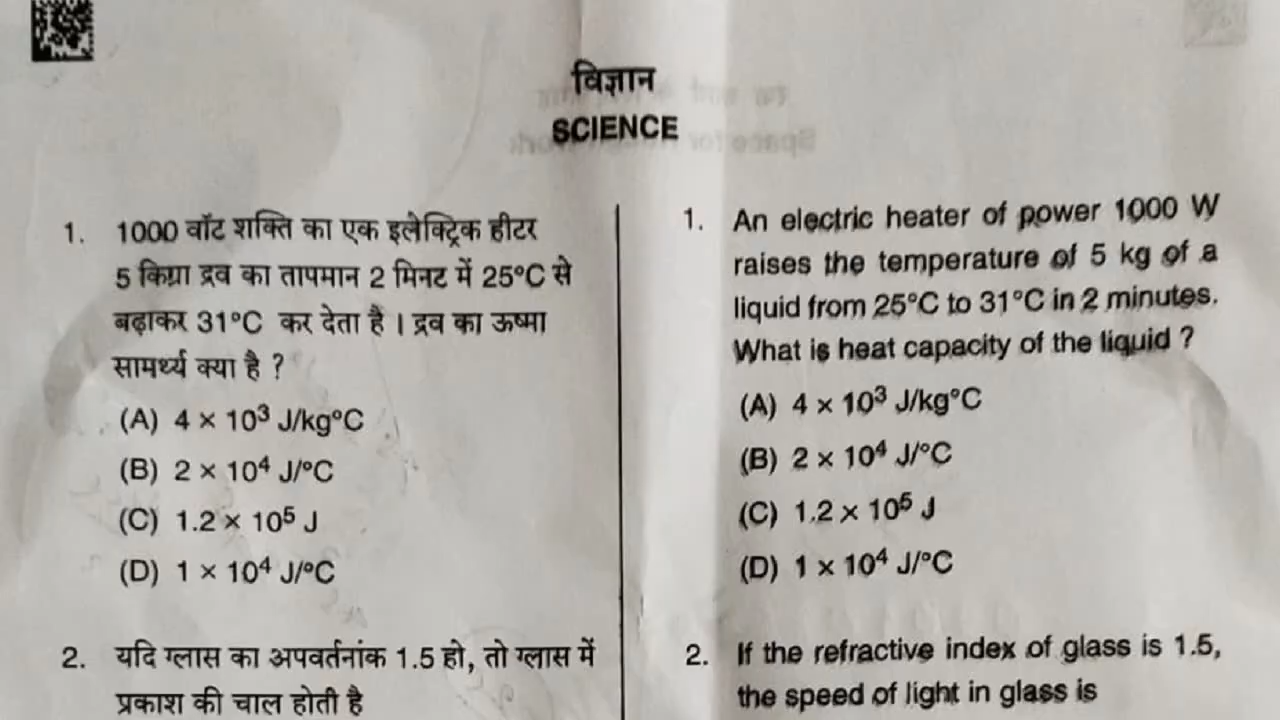 विज्ञान
SCIENCE
1. 1000 वॉट शक्ति का एक इलेक्ट्रिक हीटर
5 किग्रा द्रव का तापमान 2 मिनट में 25°C से
बढ़ाकर 31°C कर देता है । द्रव का ऊष्मा
सामर्थ्य क्या है ?
(A) 4 × 10³ J/kg°C
(B) 2 × 10⁴ J/°C
(C) 1.2 × 10⁵ J
(D) 1 × 10⁴ J/°C
2. यदि ग्लास का अपवर्तनांक 1.5 हो, तो ग्लास में
प्रकाश की चाल होती है
1. An electric heater of power 1000 W
raises the temperature of 5 kg of a
liquid from 25°C to 31°C in 2 minutes.
What is heat capacity of the liquid ?
(A) 4 × 10³ J/kg°C
(B) 2 × 10⁴ J/°C
(C) 1.2 × 10⁵ J
(D) 1 × 10⁴ J/°C
2. If the refractive index of glass is 1.5,
the speed of light in glass is